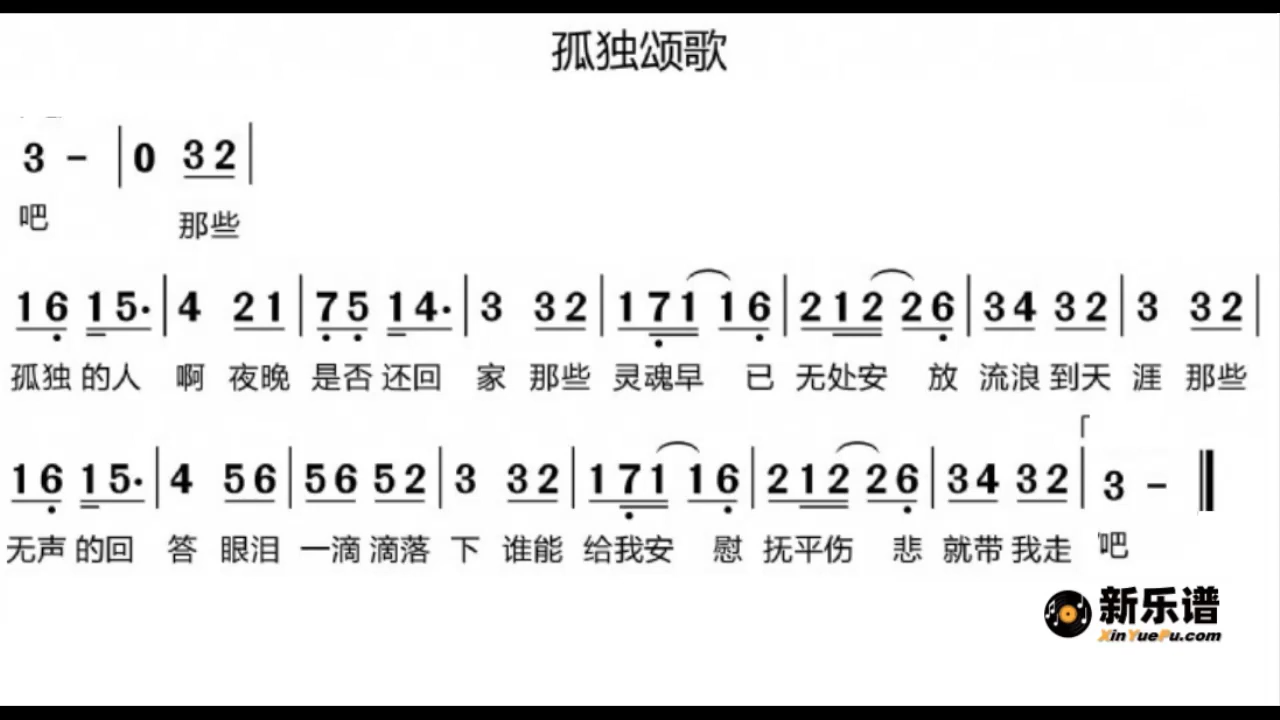 孤独颂歌
3 - | 0 32 |
吧 那些
16 15· | 4 21 | 75 14· | 3 32 | 171 16 | 212 26 | 34 32 | 3 32 |
孤独 的人 啊 夜晚 是否 还回 家 那些 灵魂早 已 无处安 放 流浪 到天 涯 那些
16 15· | 4 56 | 56 52 | 3 32 | 171 16 | 212 26 | 34 32 | 3 - ‖
无声 的回 答 眼泪 一滴 滴落 下 谁能 给我安 慰 抚平伤 悲 就带 我走 吧
新乐谱
XinYuePu.com